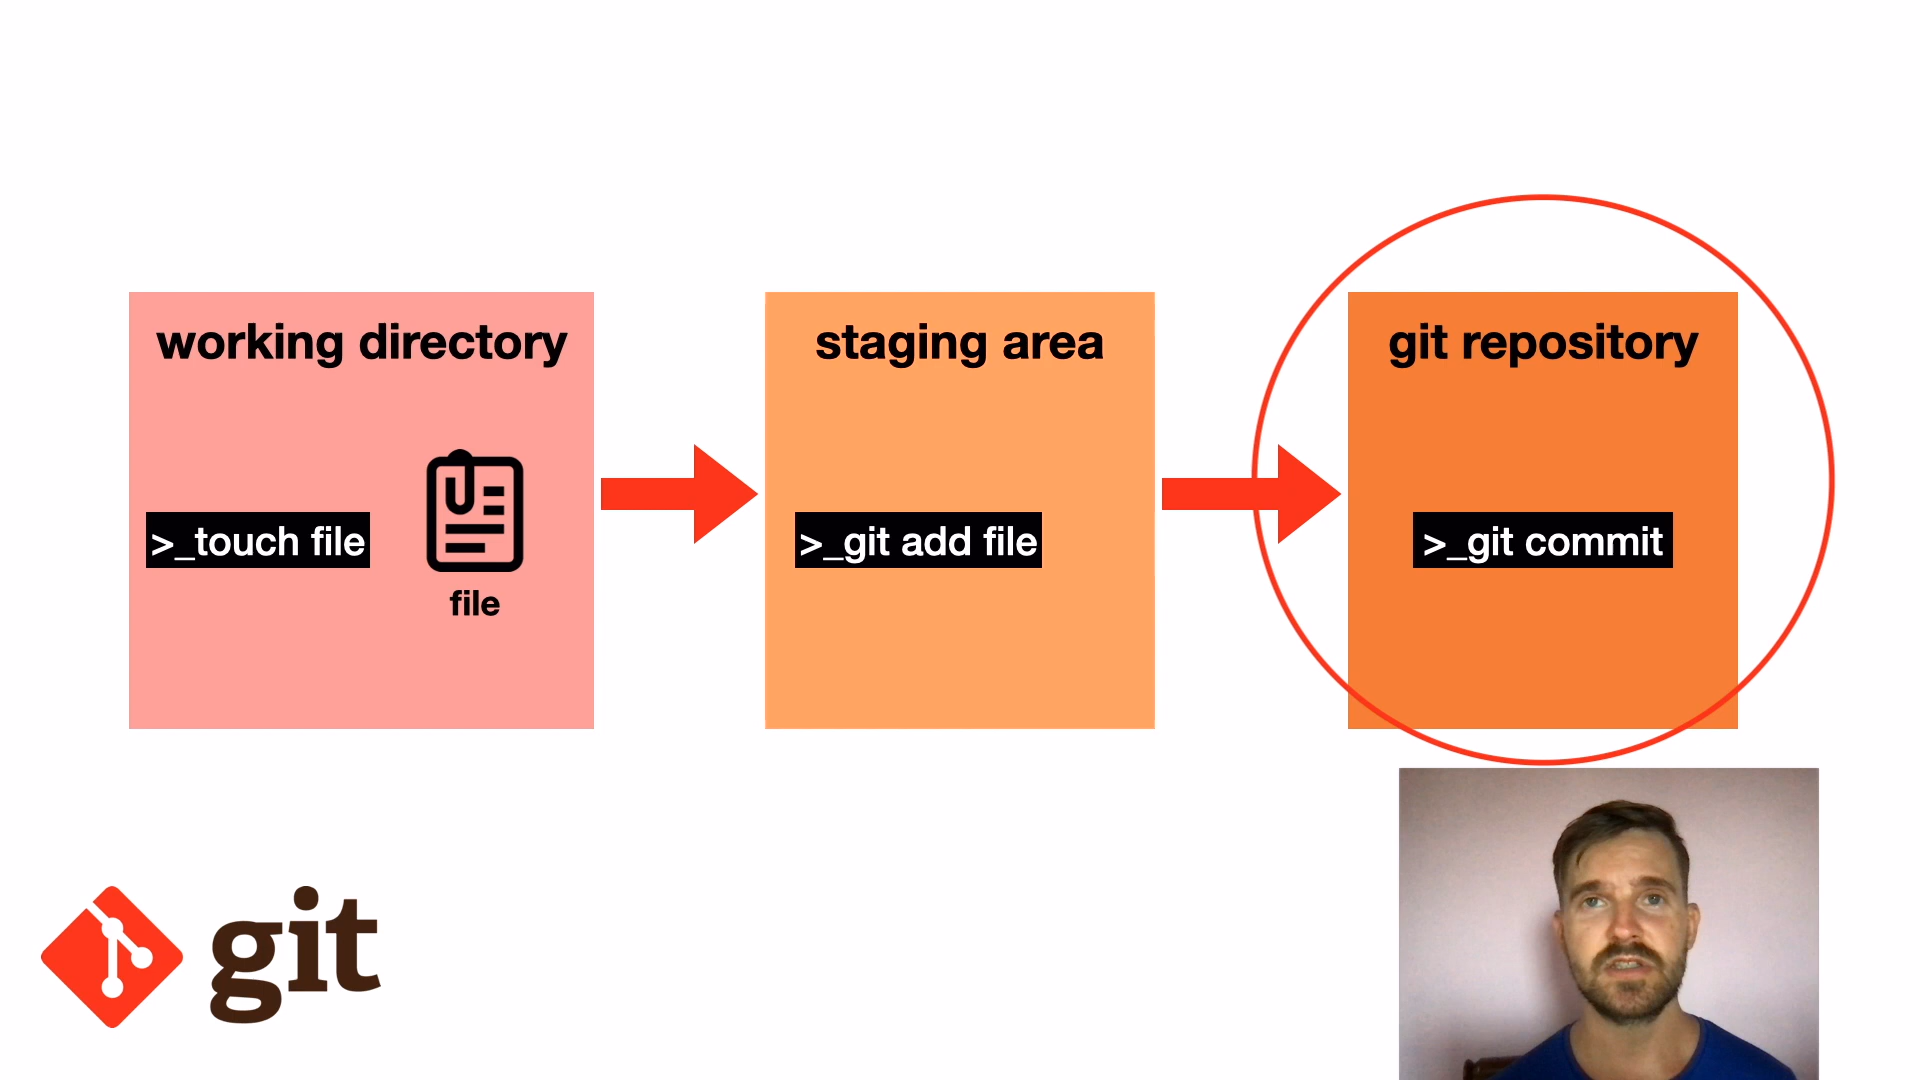 working directory
staging area
git repository
>_touch file
file
>_git add file
>_git commit
git